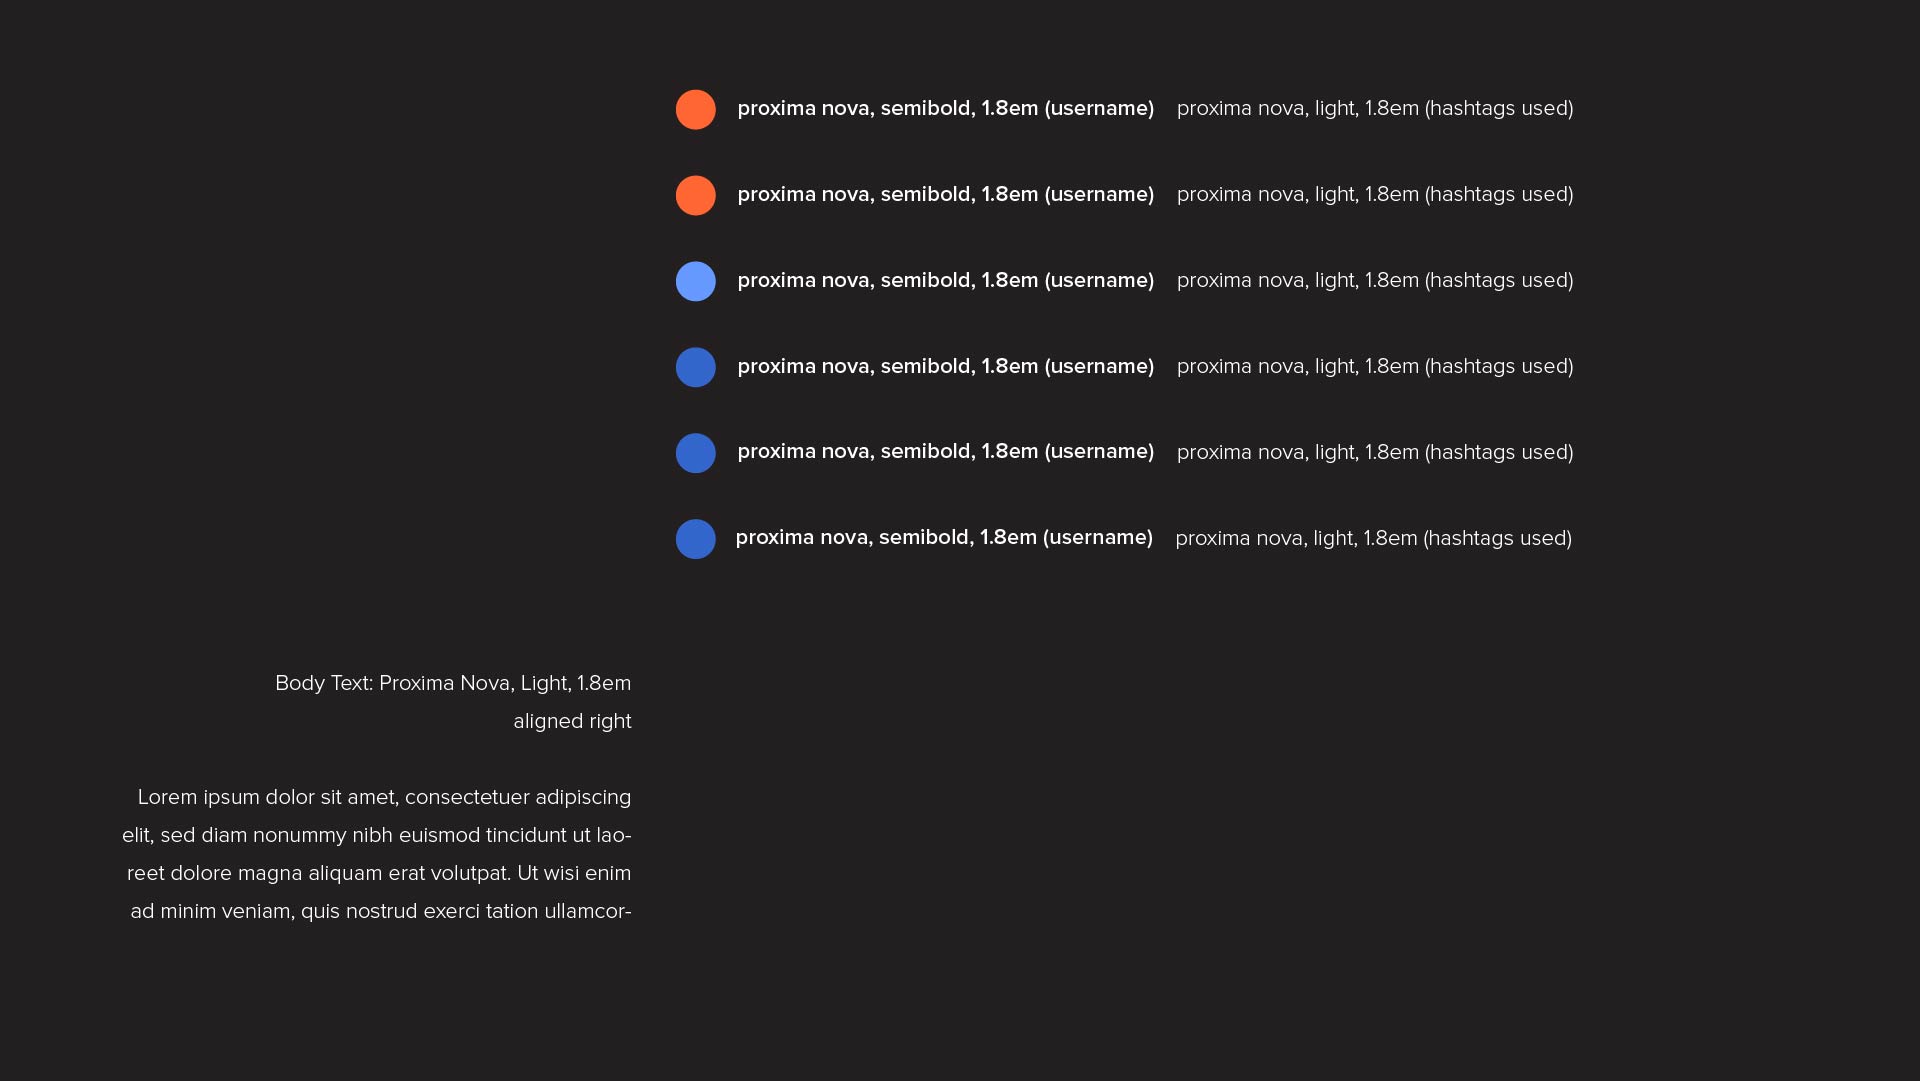 proxima nova, semibold, 1.8em (username) proxima nova, light, 1.8em (hashtags used)
proxima nova, semibold, 1.8em (username) proxima nova, light, 1.8em (hashtags used)
proxima nova, semibold, 1.8em (username) proxima nova, light, 1.8em (hashtags used)
proxima nova, semibold, 1.8em (username) proxima nova, light, 1.8em (hashtags used)
proxima nova, semibold, 1.8em (username) proxima nova, light, 1.8em (hashtags used)
proxima nova, semibold, 1.8em (username) proxima nova, light, 1.8em (hashtags used)
Body Text: Proxima Nova, Light, 1.8em
aligned right
Lorem ipsum dolor sit amet, consectetuer adipiscing
elit, sed diam nonummy nibh euismod tincidunt ut lao-
reet dolore magna aliquam erat volutpat. Ut wisi enim
ad minim veniam, quis nostrud exerci tation ullamcor-